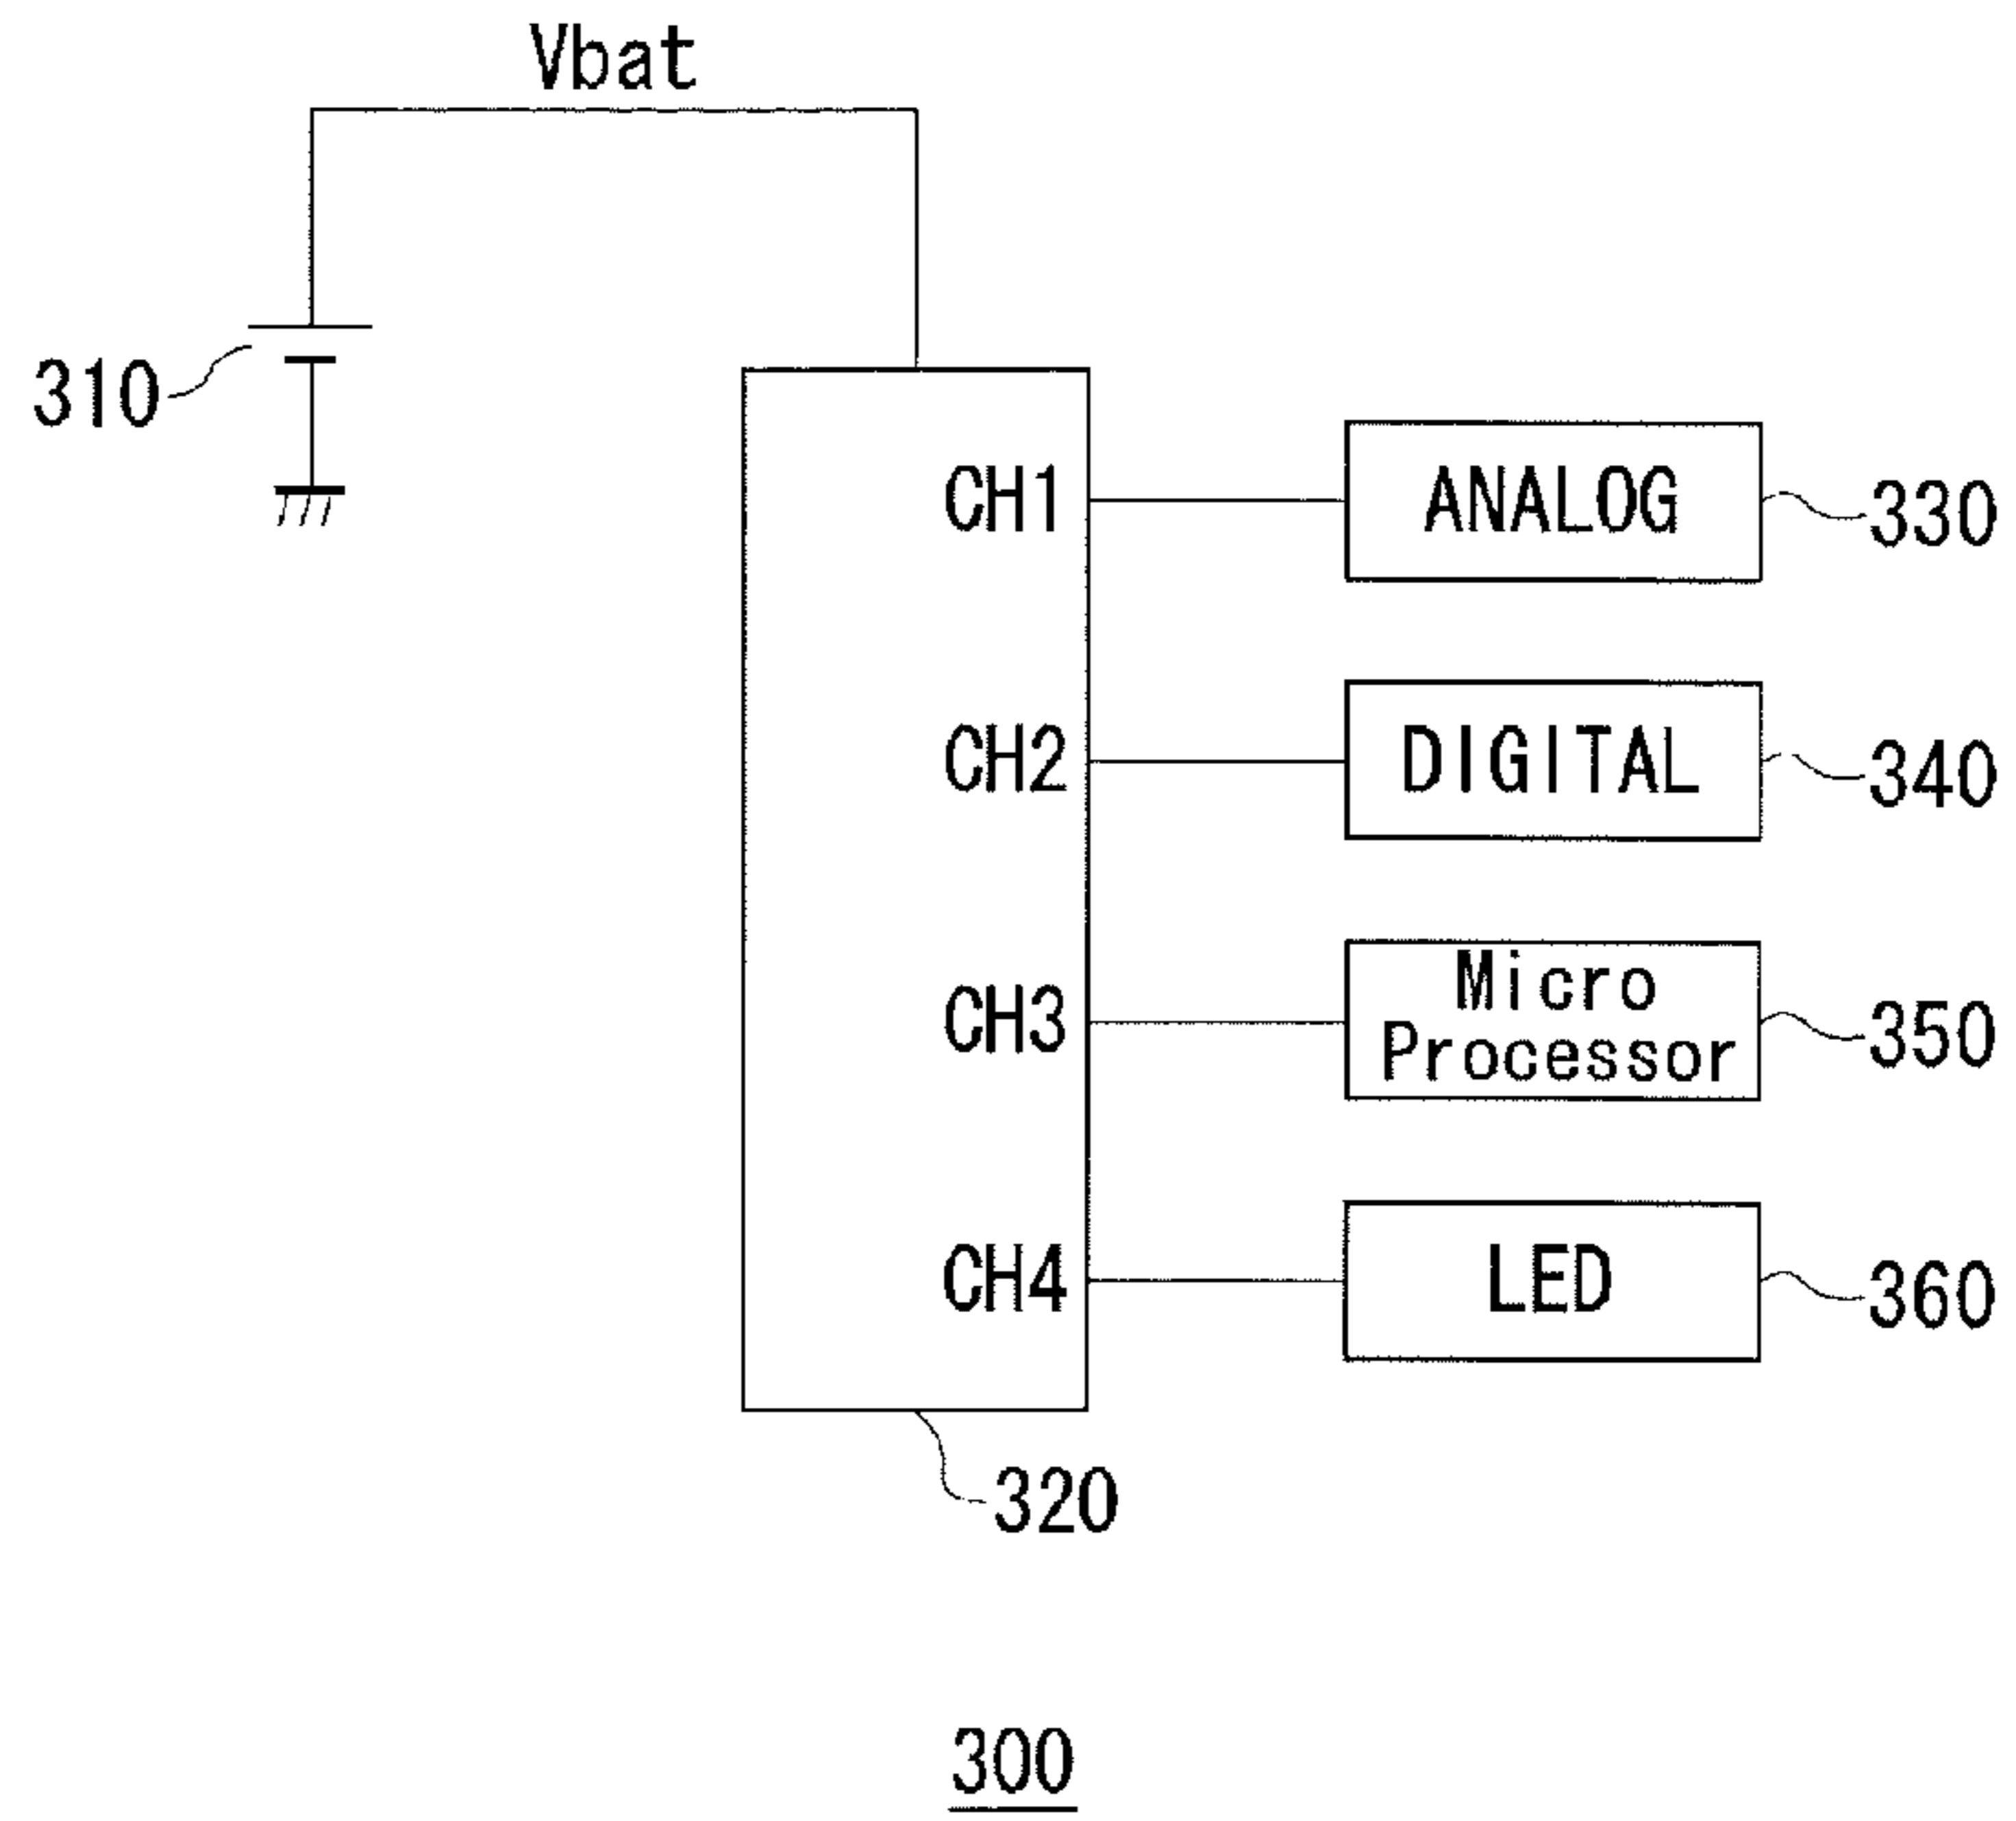 Vbat
310
CH1
ANALOG
330
CH2
DIGITAL
340
CH3
Micro
Processor
350
CH4
LED
360
320
300